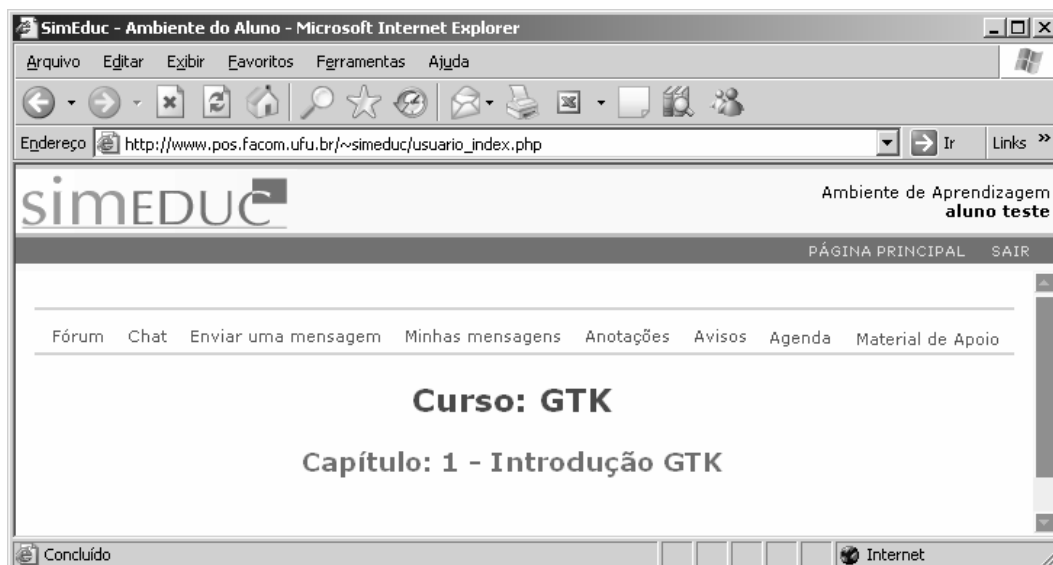 SimEduc - Ambiente do Aluno - Microsoft Internet Explorer
Arquivo Editar Exibir Favoritos Ferramentas Ajuda
Endereço http://www.pos.facom.ufu.br/~simeduc/usuario_index.php Ir Links »
simEDUC
Ambiente de Aprendizagem
aluno teste
PÁGINA PRINCIPAL SAIR
Fórum Chat Enviar uma mensagem Minhas mensagens Anotações Avisos Agenda Material de Apoio
Curso: GTK
Capítulo: 1 - Introdução GTK
Concluído Internet